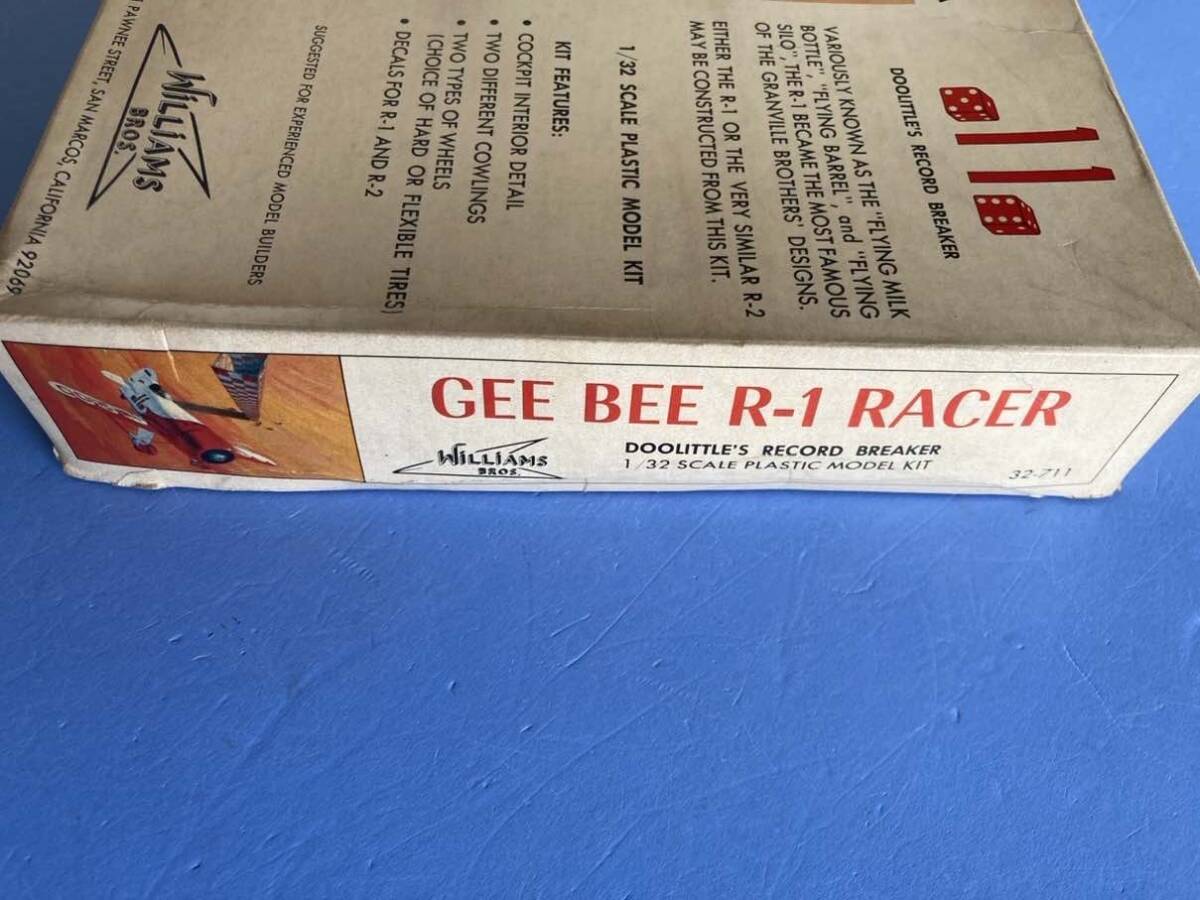 11
DOOLITTLE'S RECORD BREAKER
VARIOUSLY KNOWN AS THE "FLYING MILK
BOTTLE", "FLYING BARREL", and "FLYING
SILO", THE R-1 BECAME THE MOST FAMOUS
OF THE GRANVILLE BROTHERS' DESIGNS.
EITHER THE R-1 OR THE VERY SIMILAR R-2
MAY BE CONSTRUCTED FROM THIS KIT.
1/32 SCALE PLASTIC MODEL KIT
KIT FEATURES:
• COCKPIT INTERIOR DETAIL
• TWO DIFFERENT COWLINGS
• TWO TYPES OF WHEELS
(CHOICE OF HARD OR FLEXIBLE TIRES)
• DECALS FOR R-1 AND R-2
SUGGESTED FOR EXPERIENCED MODEL BUILDERS
WILLIAMS
BROS.
PAWNEE STREET, SAN MARCOS, CALIFORNIA 92069
GEE BEE R-1 RACER
WILLIAMS
BROS.
DOOLITTLE'S RECORD BREAKER
1/32 SCALE PLASTIC MODEL KIT
32-711